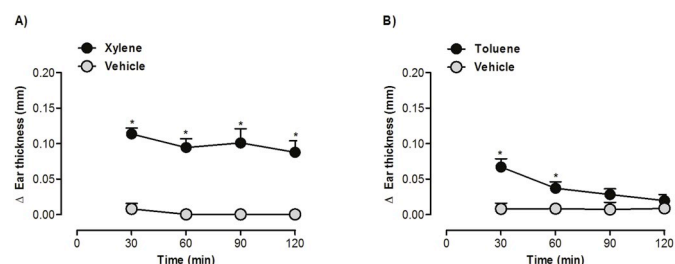 A)
Xylene
Vehicle
0.20
0.15
0.10
0.05
0.00
Δ Ear thickness (mm)
* * * *
0 30 60 90 120
Time (min)
B)
Toluene
Vehicle
0.20
0.15
0.10
0.05
0.00
Δ Ear thickness (mm)
* *
0 30 60 90 120
Time (min)